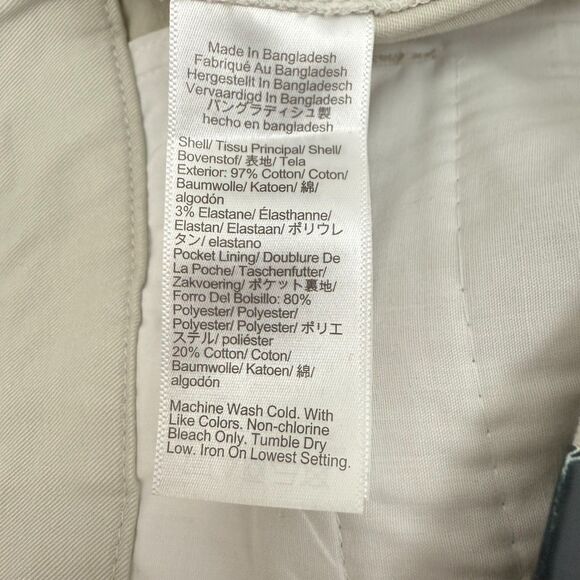 Made In Bangladesh
Fabriqué Au Bangladesh
Hergestellt In Bangladesch
Vervaardigd In Bangladesh
バングラディシュ製
hecho en bangladesh
Shell/ Tissu Principal/ Shell/
Bovenstof/ 表地/ Tela
Exterior: 97% Cotton/ Coton/
Baumwolle/ Katoen/ 綿/
algodón
3% Elastane/ Élasthanne/
Elastan/ Elastaan/ ポリウレ
タン/ elastano
Pocket Lining/ Doublure De
La Poche/ Taschenfutter/
Zakvoering/ ポケット裏地/
Forro Del Bolsillo: 80%
Polyester/ Polyester/
Polyester/ Polyester/ ポリエ
ステル/ poliéster
20% Cotton/ Coton/
Baumwolle/ Katoen/ 綿/
algodón
Machine Wash Cold. With
Like Colors. Non-chlorine
Bleach Only. Tumble Dry
Low. Iron On Lowest Setting.